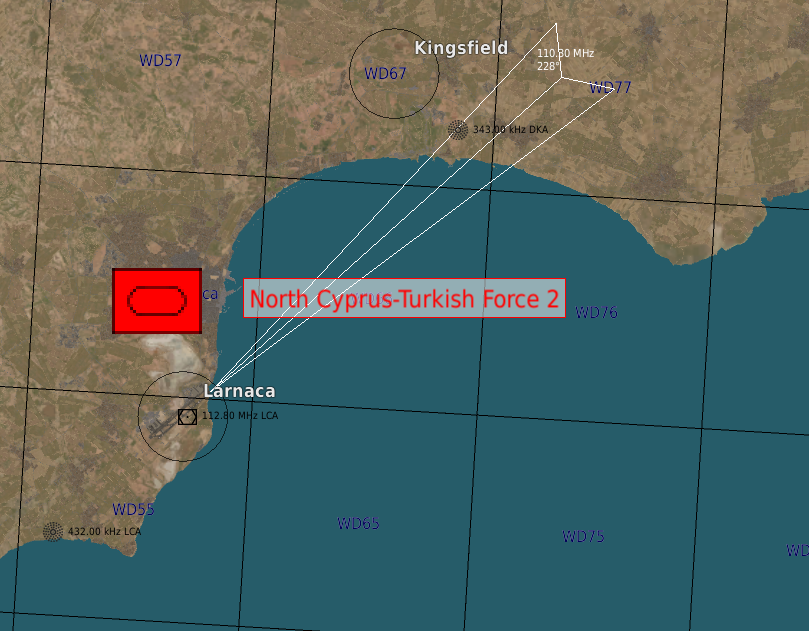 Kingsfield
110.30 MHz
228°
WD57
WD67
WD77
343.00 kHz DKA
ca
North Cyprus-Turkish Force 2
WD76
Larnaca
112.80 MHz LCA
WD55
432.00 kHz LCA
WD65
WD75
WD